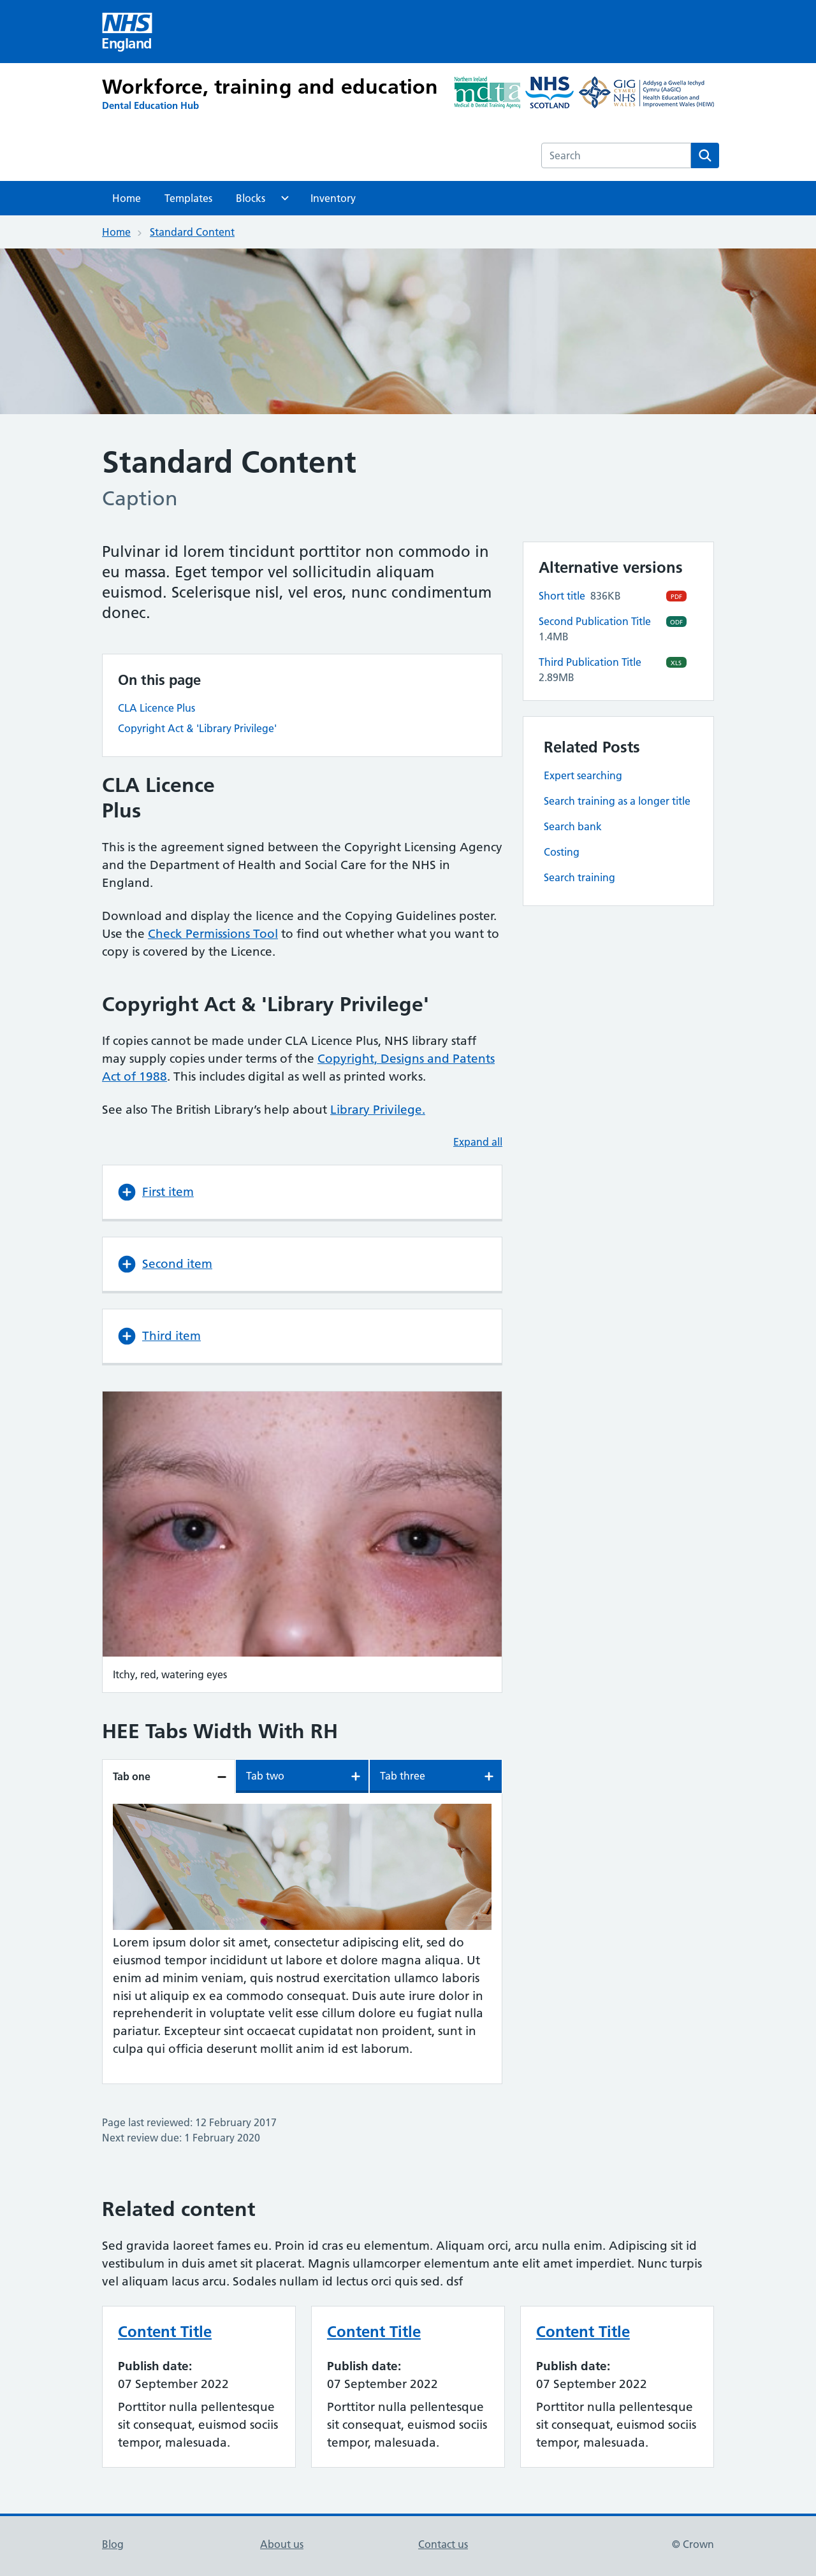 NHS
England
Workforce, training and education
Dental Education Hub
Northern Ireland
mdta
Medical & Dental Training Agency
NHS
SCOTLAND
GIG
CYMRU
NHS
WALES
Addysg a Gwella Iechyd
Cymru (AaGIC)
Health Education and
Improvement Wales (HEIW)
Search
Home
Templates
Blocks
Inventory
Home
Standard Content
Standard Content
Caption
Pulvinar id lorem tincidunt porttitor non commodo in
eu massa. Eget tempor vel sollicitudin aliquam
euismod. Scelerisque nisl, vel eros, nunc condimentum
donec.
On this page
CLA Licence Plus
Copyright Act & 'Library Privilege'
CLA Licence
Plus
This is the agreement signed between the Copyright Licensing Agency
and the Department of Health and Social Care for the NHS in
England.
Download and display the licence and the Copying Guidelines poster.
Use the Check Permissions Tool to find out whether what you want to
copy is covered by the Licence.
Copyright Act & 'Library Privilege'
If copies cannot be made under CLA Licence Plus, NHS library staff
may supply copies under terms of the Copyright, Designs and Patents
Act of 1988. This includes digital as well as printed works.
See also The British Library’s help about Library Privilege.
Expand all
First item
Second item
Third item
Itchy, red, watering eyes
HEE Tabs Width With RH
Tab one
Tab two
Tab three
Lorem ipsum dolor sit amet, consectetur adipiscing elit, sed do
eiusmod tempor incididunt ut labore et dolore magna aliqua. Ut
enim ad minim veniam, quis nostrud exercitation ullamco laboris
nisi ut aliquip ex ea commodo consequat. Duis aute irure dolor in
reprehenderit in voluptate velit esse cillum dolore eu fugiat nulla
pariatur. Excepteur sint occaecat cupidatat non proident, sunt in
culpa qui officia deserunt mollit anim id est laborum.
Page last reviewed: 12 February 2017
Next review due: 1 February 2020
Alternative versions
Short title 836KB PDF
Second Publication Title ODF
1.4MB
Third Publication Title XLS
2.89MB
Related Posts
Expert searching
Search training as a longer title
Search bank
Costing
Search training
Related content
Sed gravida laoreet fames eu. Proin id cras eu elementum. Aliquam orci, arcu nulla enim. Adipiscing sit id
vestibulum in duis amet sit placerat. Magnis ullamcorper elementum ante elit amet imperdiet. Nunc turpis
vel aliquam lacus arcu. Sodales nullam id lectus orci quis sed. dsf
Content Title
Publish date:
07 September 2022
Porttitor nulla pellentesque
sit consequat, euismod sociis
tempor, malesuada.
Content Title
Publish date:
07 September 2022
Porttitor nulla pellentesque
sit consequat, euismod sociis
tempor, malesuada.
Content Title
Publish date:
07 September 2022
Porttitor nulla pellentesque
sit consequat, euismod sociis
tempor, malesuada.
Blog
About us
Contact us
© Crown